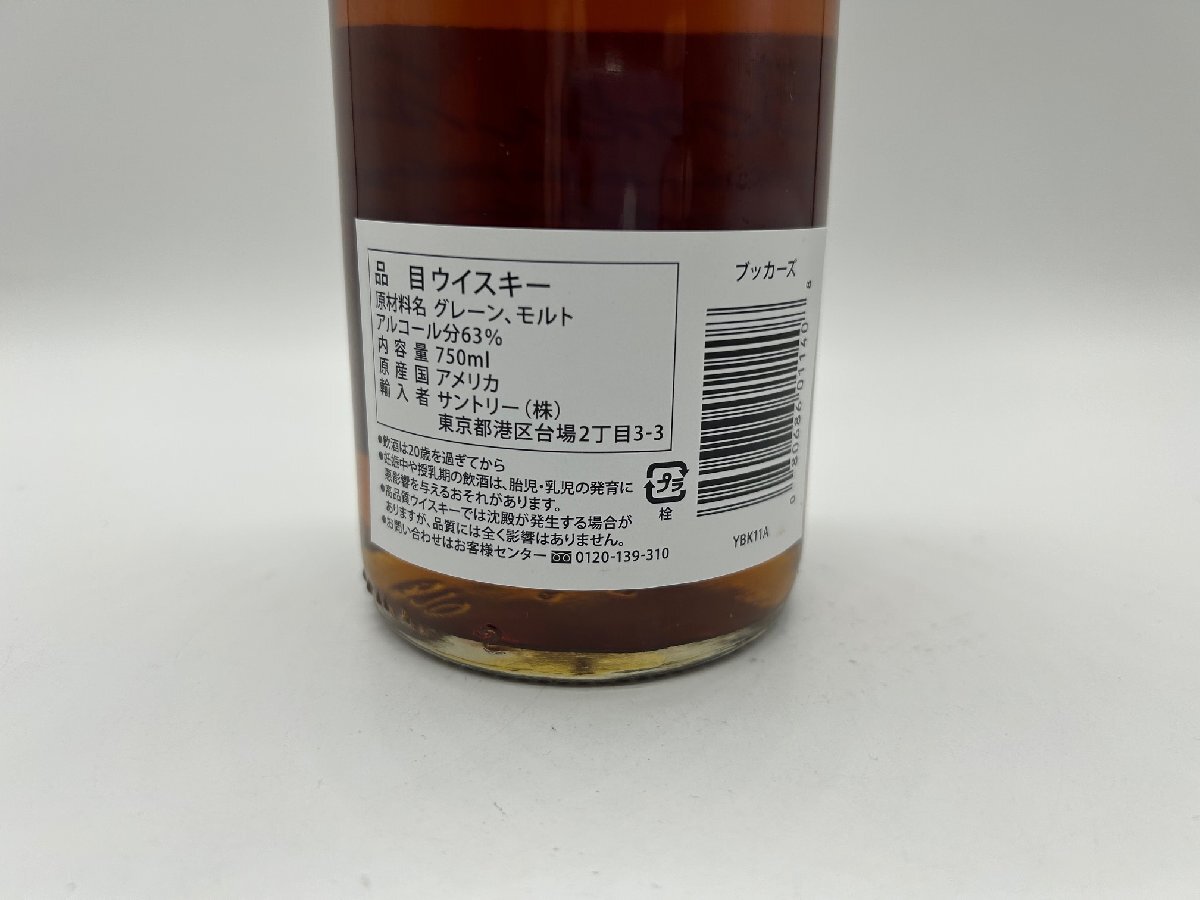 品 目 ウイスキー
原材料名 グレーン、モルト
アルコール分63%
内容量 750ml
原産国 アメリカ
輸入者 サントリー(株)
東京都港区台場2丁目3-3
●飲酒は20歳を過ぎてから
●妊娠中や授乳期の飲酒は、胎児・乳児の発育に
悪影響を与えるおそれがあります。
●高品質ウイスキーでは沈殿が発生する場合が
ありますが、品質には全く影響はありません。
●お問い合わせはお客様センター 0120-139-310
プラ
栓
ブッカーズ
YBK11A